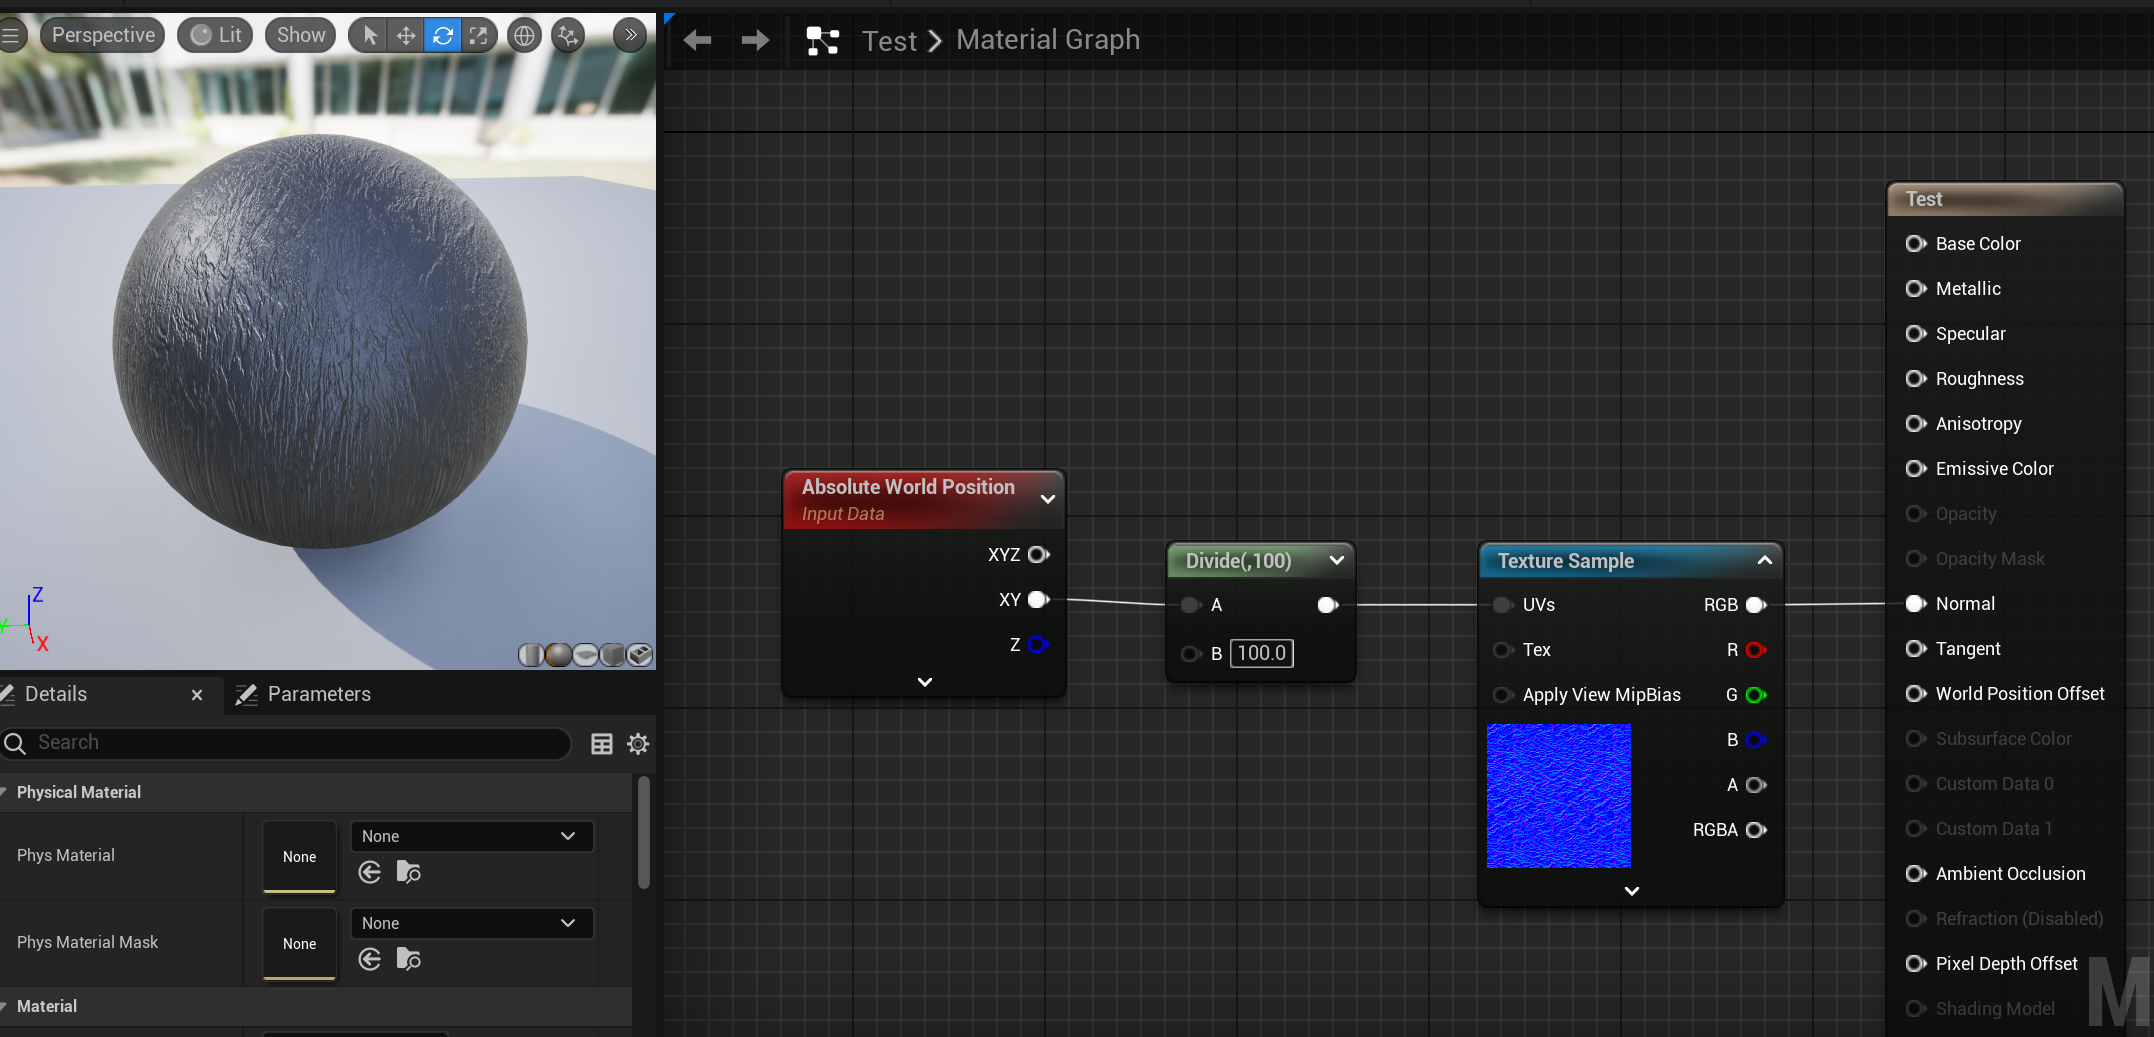 Perspective
Lit
Show
Test
Material Graph
Z
Y
X
Details
Parameters
Search
Physical Material
Phys Material
None
None
Phys Material Mask
None
None
Material
Absolute World Position
Input Data
XYZ
XY
Z
Divide(,100)
A
B 100.0
Texture Sample
UVs RGB
Tex R
Apply View MipBias G
B
A
RGBA
Test
Base Color
Metallic
Specular
Roughness
Anisotropy
Emissive Color
Opacity
Opacity Mask
Normal
Tangent
World Position Offset
Subsurface Color
Custom Data 0
Custom Data 1
Ambient Occlusion
Refraction (Disabled)
Pixel Depth Offset
Shading Model
M